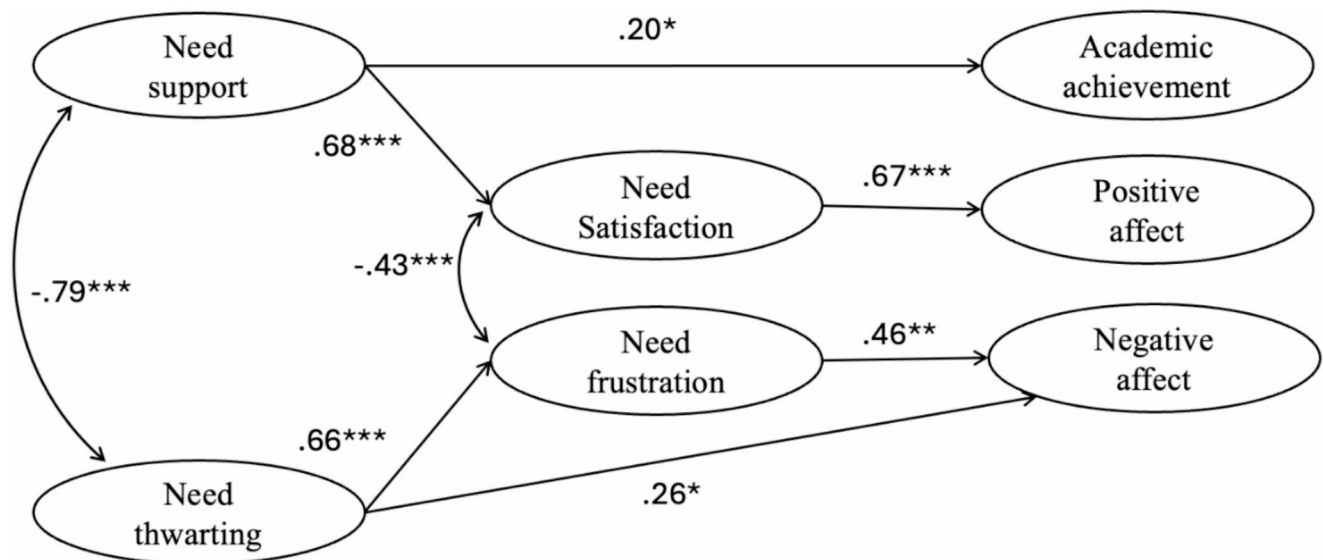 Need
support
.20*
Academic
achievement
.68***
Need
Satisfaction
.67***
Positive
affect
-.79***
-.43***
Need
frustration
.46**
Negative
affect
.66***
Need
thwarting
.26*